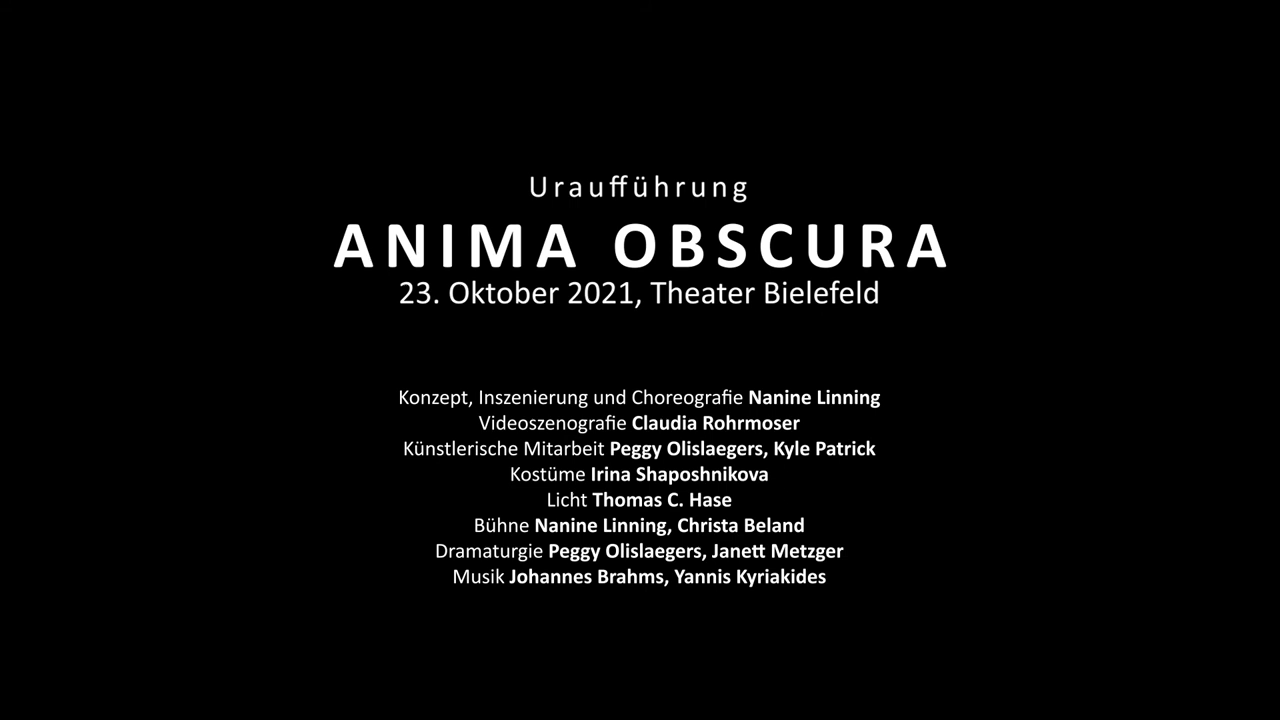 Uraufführung
ANIMA OBSCURA
23. Oktober 2021, Theater Bielefeld
Konzept, Inszenierung und Choreografie Nanine Linning
Videoszenografie Claudia Rohrmoser
Künstlerische Mitarbeit Peggy Olislaegers, Kyle Patrick
Kostüme Irina Shaposhnikova
Licht Thomas C. Hase
Bühne Nanine Linning, Christa Beland
Dramaturgie Peggy Olislaegers, Janett Metzger
Musik Johannes Brahms, Yannis Kyriakides